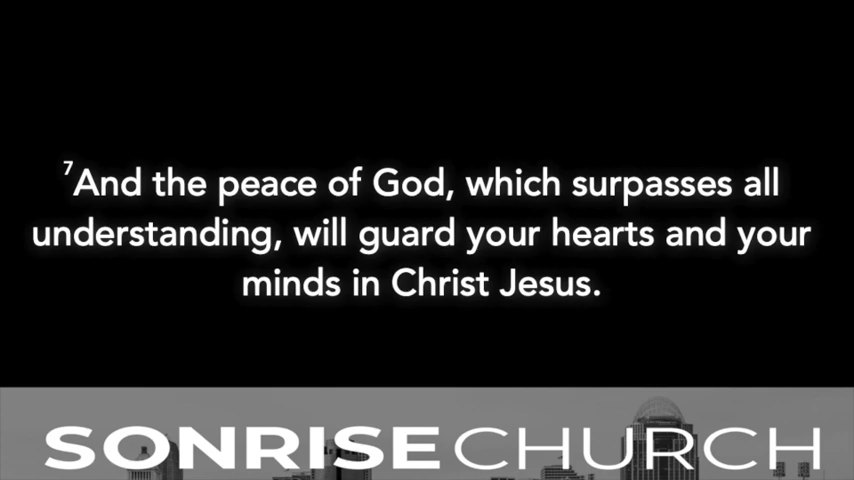 ⁷And the peace of God, which surpasses all
understanding, will guard your hearts and your
minds in Christ Jesus.
SONRISECHURCH